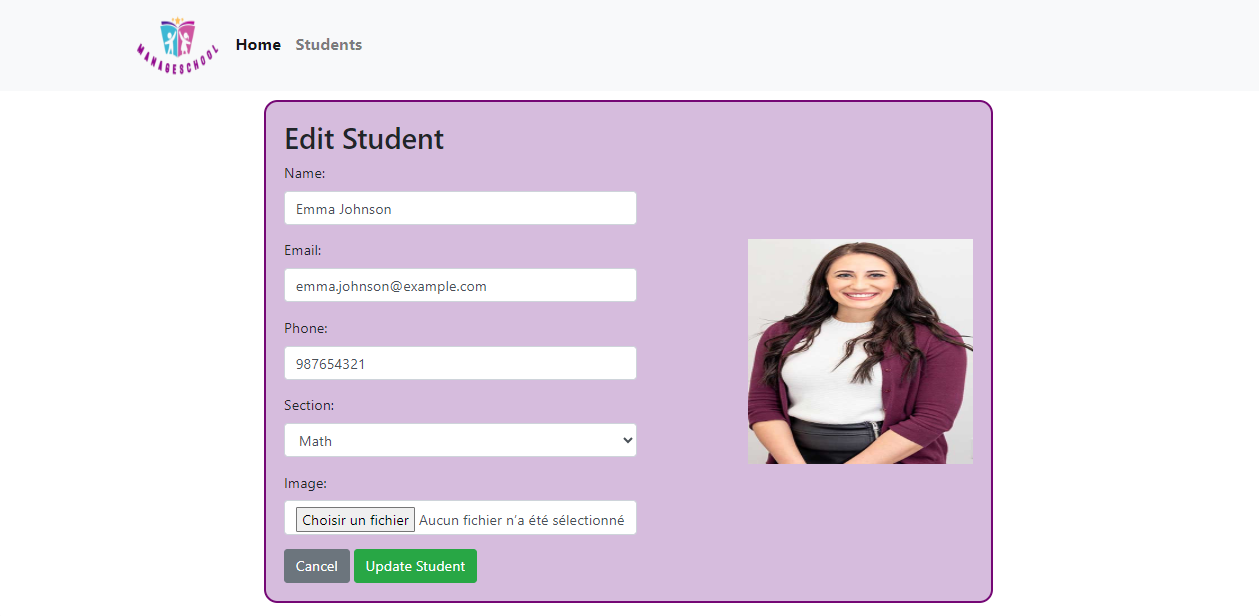 MANAGESCHOOL
Home Students
Edit Student
Name:
Emma Johnson
Email:
emma.johnson@example.com
Phone:
987654321
Section:
Math
Image:
Choisir un fichier Aucun fichier n'a été sélectionné
Cancel Update Student